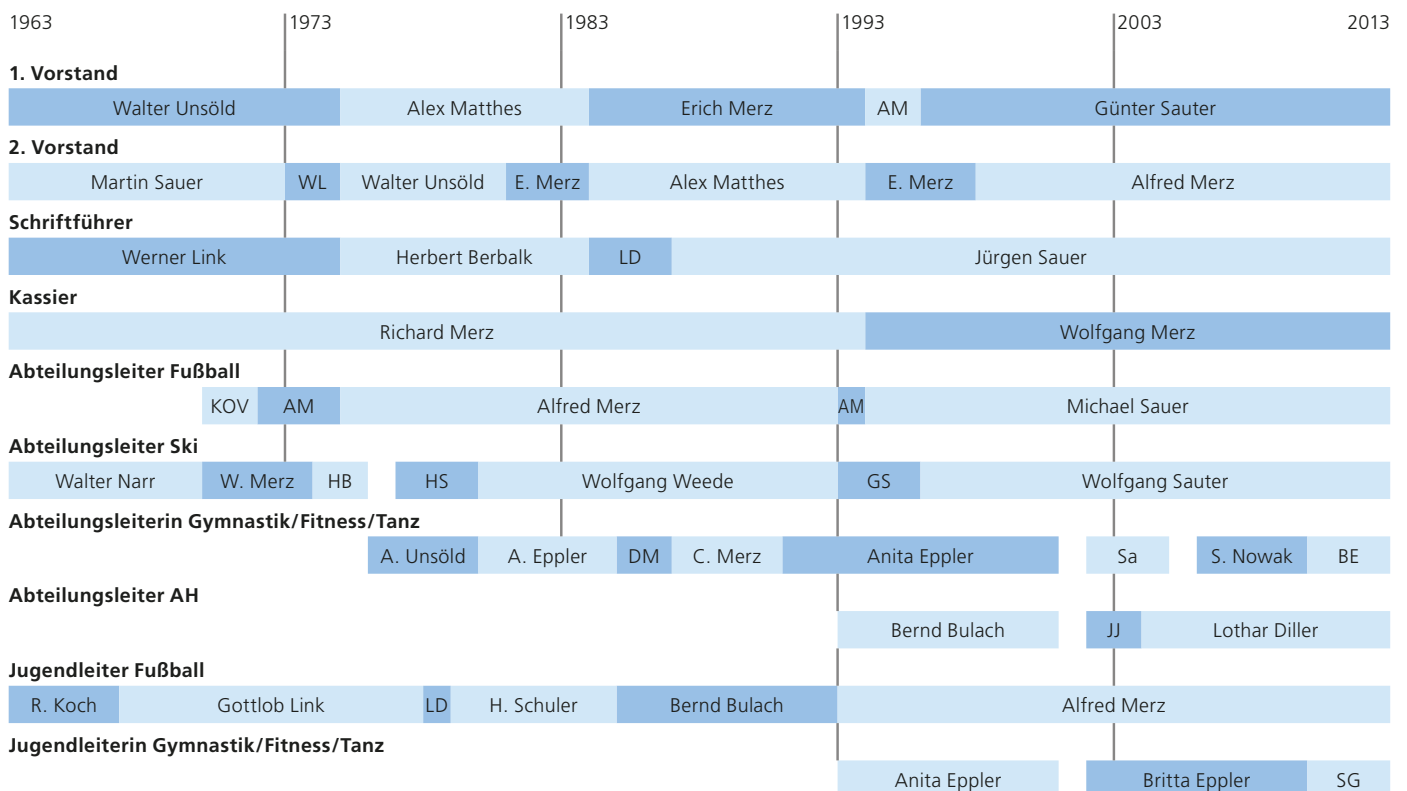 1963 1973 1983 1993 2003 2013
1. Vorstand
Walter Unsöld Alex Matthes Erich Merz AM Günter Sauter
2. Vorstand
Martin Sauer WL Walter Unsöld E. Merz Alex Matthes E. Merz Alfred Merz
Schriftführer
Werner Link Herbert Berbalk LD Jürgen Sauer
Kassier
Richard Merz Wolfgang Merz
Abteilungsleiter Fußball
KOV AM Alfred Merz AM Michael Sauer
Abteilungsleiter Ski
Walter Narr W. Merz HB HS Wolfgang Weede GS Wolfgang Sauter
Abteilungsleiterin Gymnastik/Fitness/Tanz
A. Unsöld A. Eppler DM C. Merz Anita Eppler Sa S. Nowak BE
Abteilungsleiter AH
Bernd Bulach JJ Lothar Diller
Jugendleiter Fußball
R. Koch Gottlob Link LD H. Schuler Bernd Bulach Alfred Merz
Jugendleiterin Gymnastik/Fitness/Tanz
Anita Eppler Britta Eppler SG